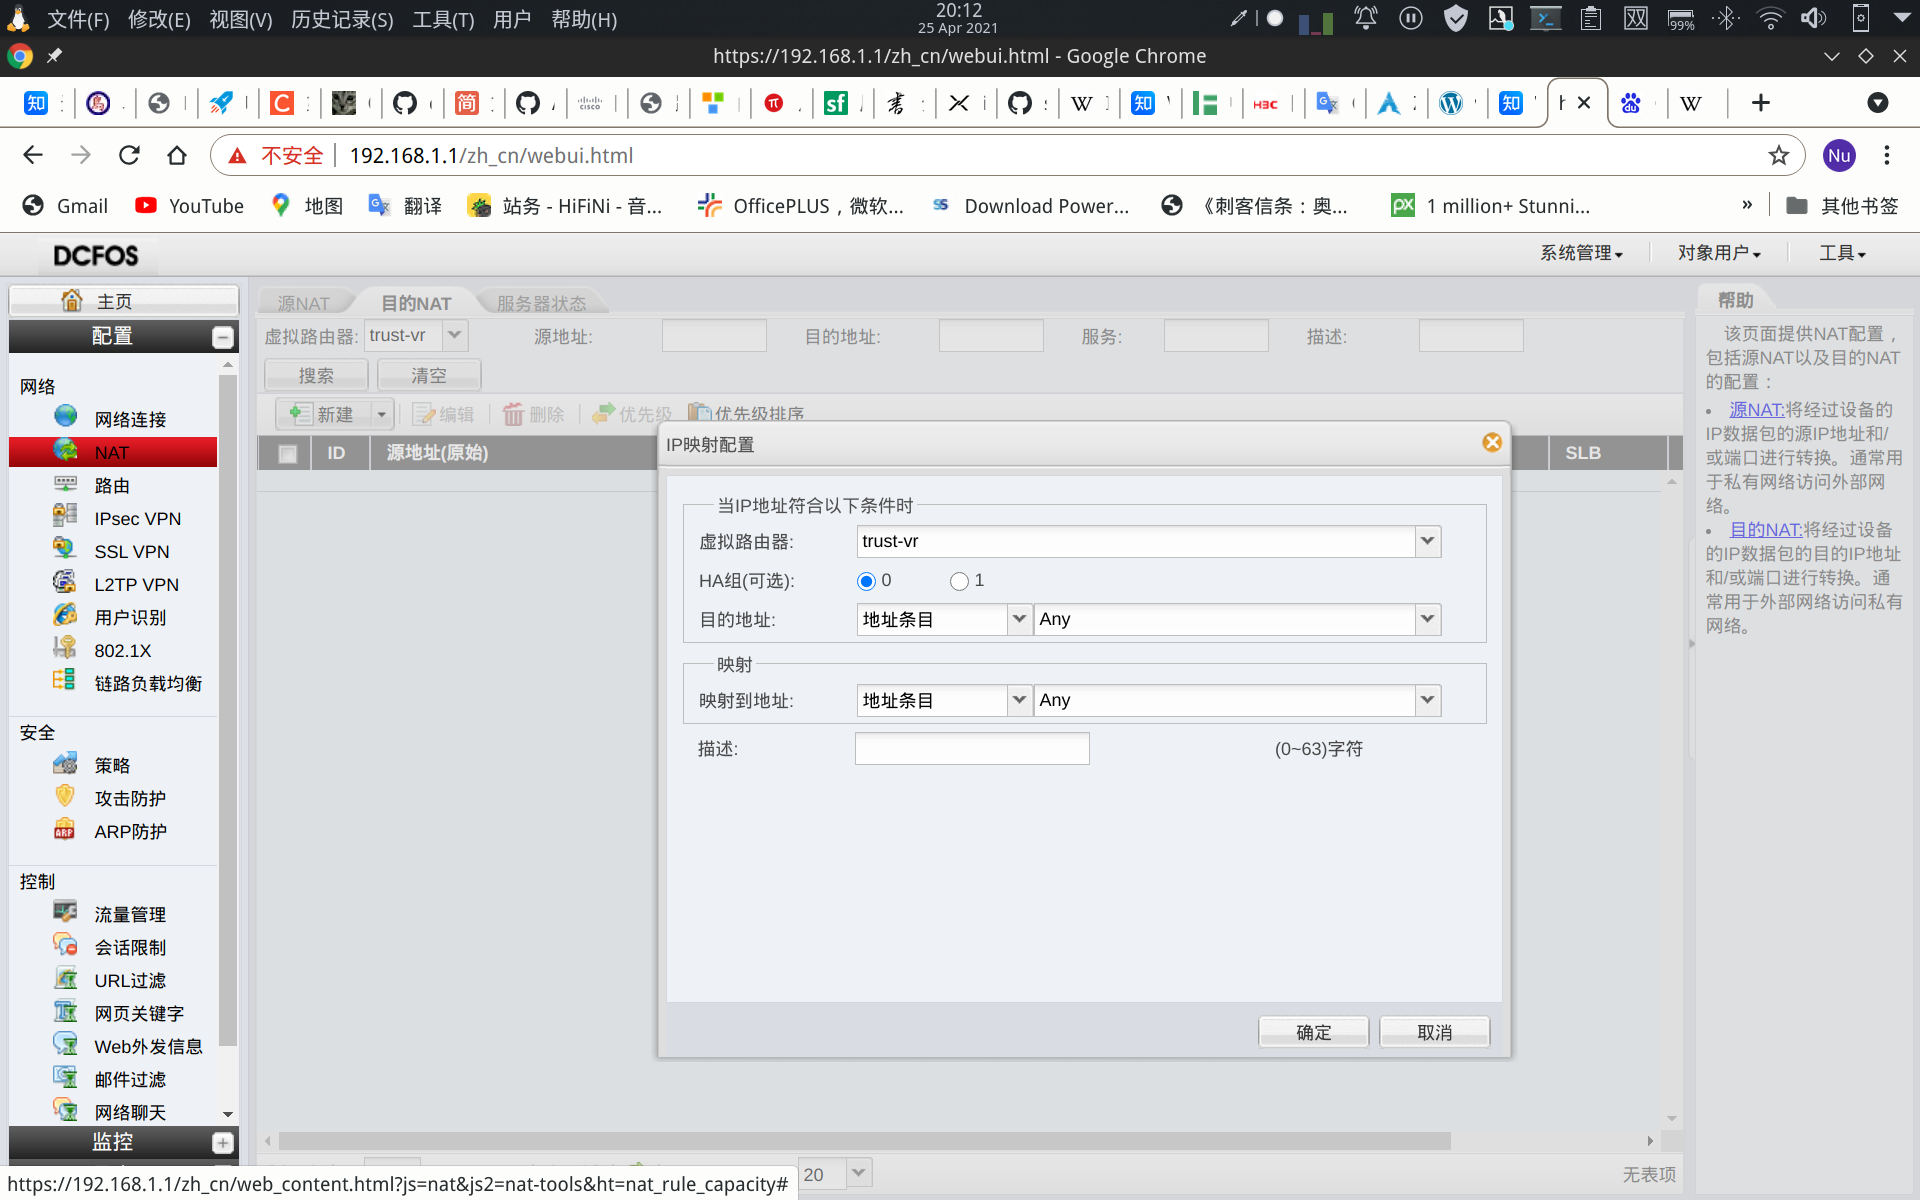 文件(F) 修改(E) 视图(V) 历史记录(S) 工具(T) 用户 帮助(H)
20:12
25 Apr 2021
双
99%
https://192.168.1.1/zh_cn/webui.html - Google Chrome
不安全 192.168.1.1/zh_cn/webui.html
Nu
Gmail YouTube 地图 翻译 站务 - HiFiNi - 音... OfficePLUS，微软... Download Power... 《刺客信条：奥... 1 million+ Stunni... » 其他书签
DCFOS
系统管理 对象用户 工具
主页
配置
网络
网络连接
NAT
路由
IPsec VPN
SSL VPN
L2TP VPN
用户识别
802.1X
链路负载均衡
安全
策略
攻击防护
ARP防护
控制
流量管理
会话限制
URL过滤
网页关键字
Web外发信息
邮件过滤
网络聊天
监控
源NAT 目的NAT 服务器状态
虚拟路由器: trust-vr 源地址: 目的地址: 服务: 描述:
搜索 清空
新建 编辑 删除 优先级 优先级排序
ID 源地址(原始) SLB
IP映射配置
当IP地址符合以下条件时
虚拟路由器: trust-vr
HA组(可选): 0 1
目的地址: 地址条目 Any
映射
映射到地址: 地址条目 Any
描述: (0~63)字符
确定 取消
20
无表项
帮助
该页面提供NAT配置，
包括源NAT以及目的NAT
的配置：
• 源NAT:将经过设备的
IP数据包的源IP地址和/
或端口进行转换。通常用
于私有网络访问外部网
络。
• 目的NAT:将经过设备
的IP数据包的目的IP地址
和/或端口进行转换。通
常用于外部网络访问私有
网络。
https://192.168.1.1/zh_cn/web_content.html?js=nat&js2=nat-tools&ht=nat_rule_capacity#